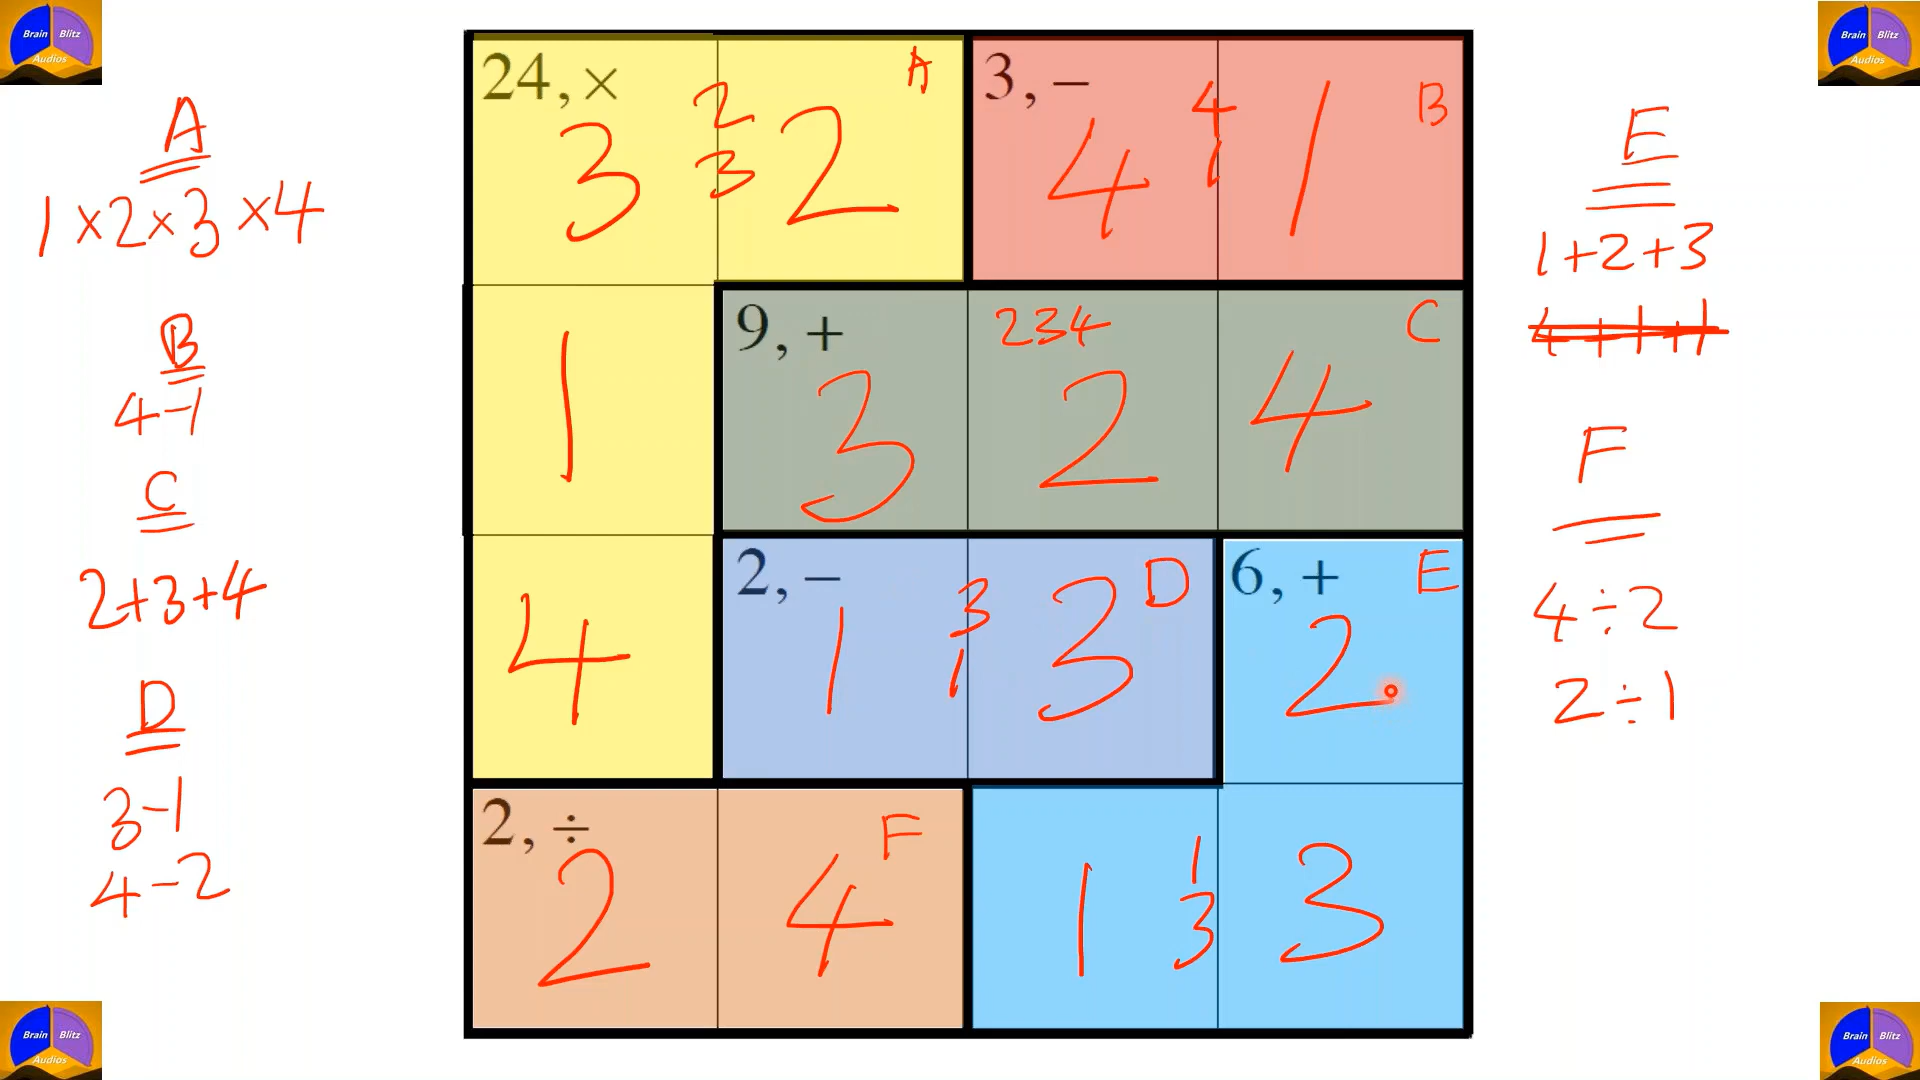 Brain Blitz
Audios
Brain Blitz
Audios
A
1×2×3×4
B
4-1
C
2+3+4
D
3-1
4-2
24,× 2 A 3,- 4 B
3 3 2 4 1 1
9,+ 234 C
1 3 2 4
2,- 3 D 6,+ E
4 1 1 3 2
2,÷ F 1
2 4 1 3 3
E
1+2+3
4+1+1
F
4÷2
2÷1
Brain Blitz
Audios
Brain Blitz
Audios